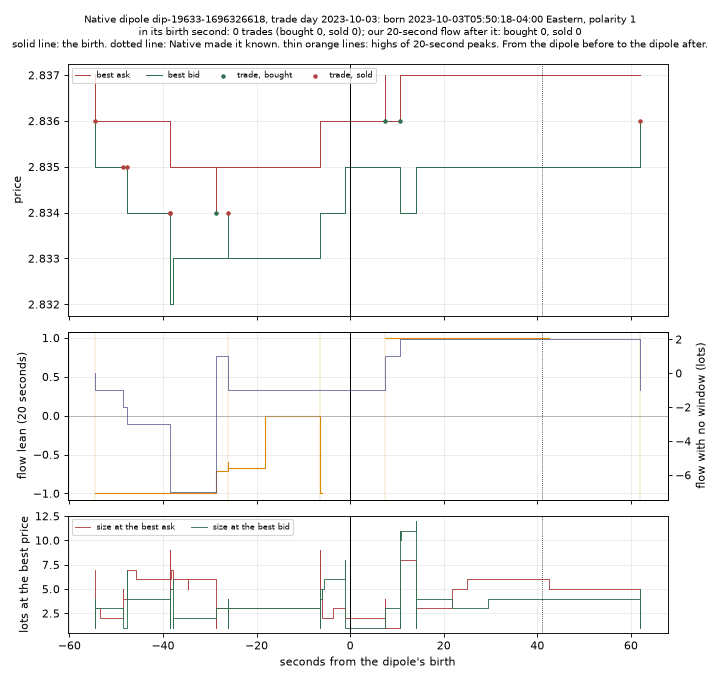 Native dipole dip-19633-1696326618, trade day 2023-10-03: born 2023-10-03T05:50:18-04:00 Eastern, polarity 1
in its birth second: 0 trades (bought 0, sold 0); our 20-second flow after it: bought 0, sold 0
solid line: the birth. dotted line: Native made it known. thin orange lines: highs of 20-second peaks. From the dipole before to the dipole after.
best ask
best bid
trade, bought
trade, sold
2.837
2.836
2.835
2.834
2.833
2.832
price
1.0
0.5
0.0
−0.5
−1.0
flow lean (20 seconds)
2
0
−2
−4
−6
flow with no window (lots)
size at the best ask
size at the best bid
12.5
10.0
7.5
5.0
2.5
lots at the best price
−60
−40
−20
0
20
40
60
seconds from the dipole's birth